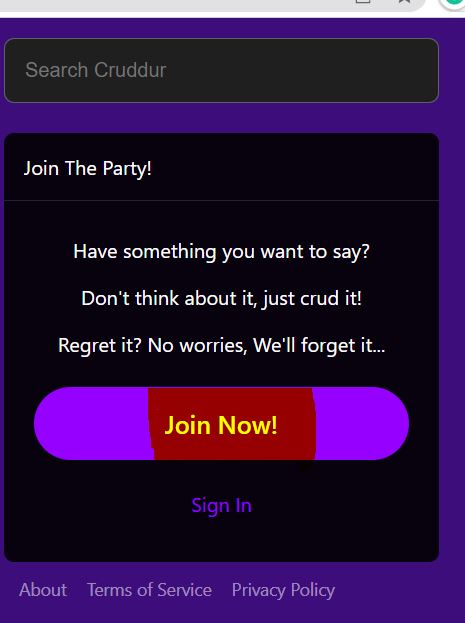 Search Cruddur
Join The Party!
Have something you want to say?
Don't think about it, just crud it!
Regret it? No worries, We'll forget it...
Join Now!
Sign In
About Terms of Service Privacy Policy